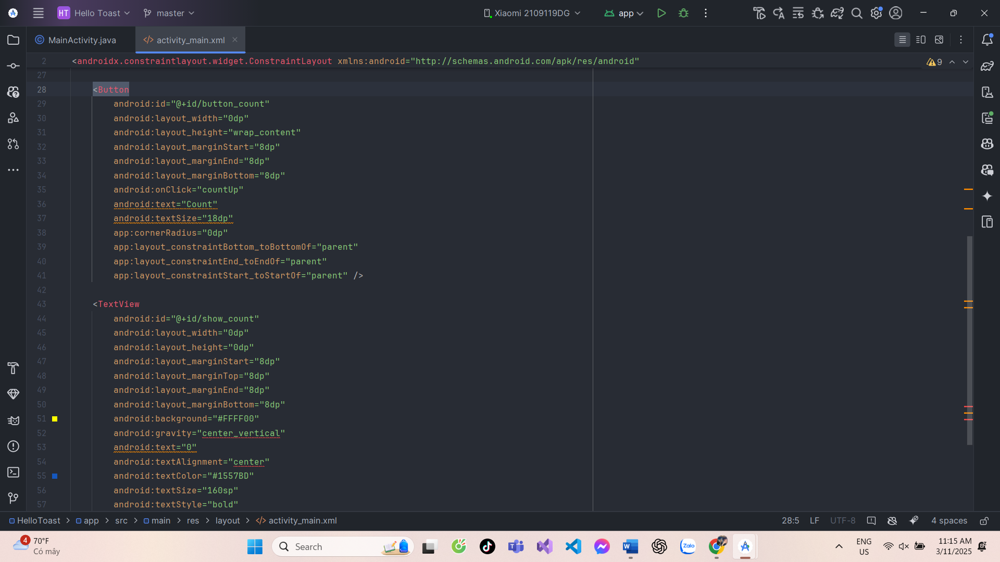 HT Hello Toast master Xiaomi 2109119DG app
MainActivity.java activity_main.xml
2 <androidx.constraintlayout.widget.ConstraintLayout xmlns:android="http://schemas.android.com/apk/res/android" 9
27
28 <Button
29 android:id="@+id/button_count"
30 android:layout_width="0dp"
31 android:layout_height="wrap_content"
32 android:layout_marginStart="8dp"
33 android:layout_marginEnd="8dp"
34 android:layout_marginBottom="8dp"
35 android:onClick="countUp"
36 android:text="Count"
37 android:textSize="18dp"
38 app:cornerRadius="0dp"
39 app:layout_constraintBottom_toBottomOf="parent"
40 app:layout_constraintEnd_toEndOf="parent"
41 app:layout_constraintStart_toStartOf="parent" />
42
43 <TextView
44 android:id="@+id/show_count"
45 android:layout_width="0dp"
46 android:layout_height="0dp"
47 android:layout_marginStart="8dp"
48 android:layout_marginTop="8dp"
49 android:layout_marginEnd="8dp"
50 android:layout_marginBottom="8dp"
51 android:background="#FFFF00"
52 android:gravity="center_vertical"
53 android:text="0"
54 android:textAlignment="center"
55 android:textColor="#1557BD"
56 android:textSize="160sp"
57 android:textStyle="bold"
HelloToast > app > src > main > res > layout > activity_main.xml 28:5 LF UTF-8 4 spaces
4 70°F Search Zalo ENG 11:15 AM
Có mây US 3/11/2025